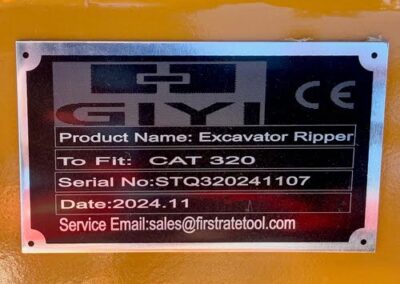 GIYI
CE
Product Name: Excavator Ripper
To Fit: CAT 320
Serial No:STQ320241107
Date:2024.11
Service Email:sales@firstratetool.com